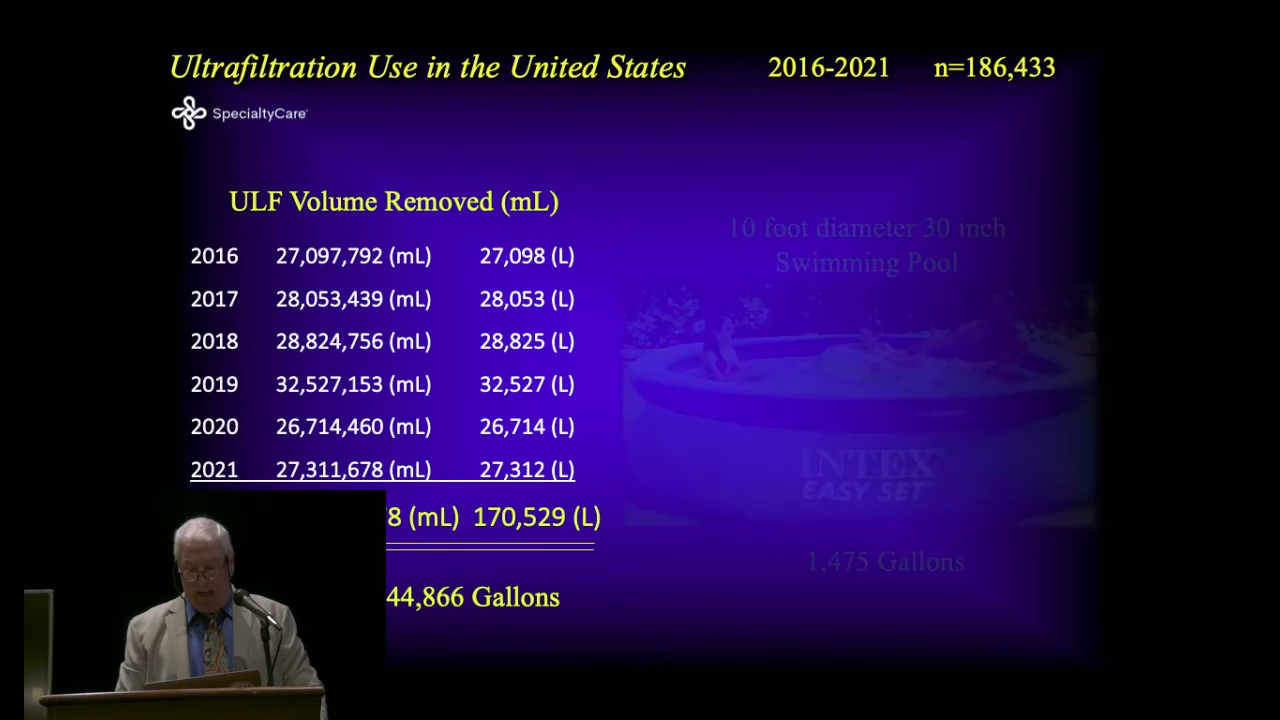 Ultrafiltration Use in the United States 2016-2021 n=186,433
SpecialtyCare
ULF Volume Removed (mL)
2016 27,097,792 (mL) 27,098 (L)
2017 28,053,439 (mL) 28,053 (L)
2018 28,824,756 (mL) 28,825 (L)
2019 32,527,153 (mL) 32,527 (L)
2020 26,714,460 (mL) 26,714 (L)
2021 27,311,678 (mL) 27,312 (L)
8 (mL) 170,529 (L)
44,866 Gallons
10 foot diameter 30 inch
Swimming Pool
INTEX
EASY SET
1,475 Gallons